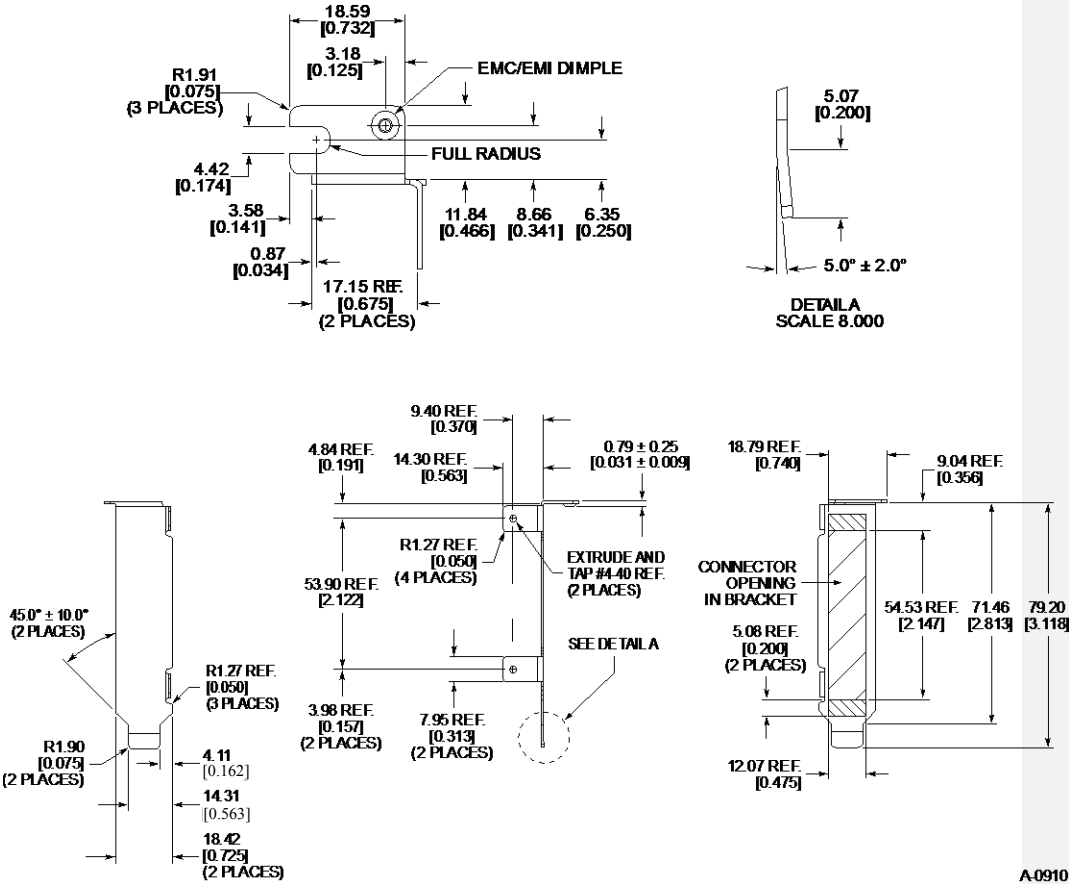 18.59
[0.732]
3.18
[0.125]
EMC/EMI DIMPLE
R1.91
[0.075]
(3 PLACES)
FULL RADIUS
4.42
[0.174]
3.58
[0.141]
11.84
[0.466]
8.66
[0.341]
6.35
[0.250]
0.87
[0.034]
17.15 REF.
[0.675]
(2 PLACES)
5.07
[0.200]
5.0° ± 2.0°
DETAIL A
SCALE 8.000
9.40 REF.
[0.370]
4.84 REF.
[0.191]
14.30 REF.
[0.563]
0.79 ± 0.25
[0.031 ± 0.009]
R1.27 REF.
[0.050]
(4 PLACES)
EXTRUDE AND
TAP #4-40 REF.
(2 PLACES)
53.90 REF.
[2.122]
SEE DETAIL A
3.98 REF.
[0.157]
(2 PLACES)
7.95 REF.
[0.313]
(2 PLACES)
45.0° ± 10.0°
(2 PLACES)
R1.27 REF.
[0.050]
(3 PLACES)
R1.90
[0.075]
(2 PLACES)
4.11
[0.162]
14.31
[0.563]
18.42
[0.725]
(2 PLACES)
18.79 REF.
[0.740]
9.04 REF.
[0.356]
CONNECTOR
OPENING
IN BRACKET
54.53 REF.
[2.147]
71.46
[2.813]
79.20
[3.118]
5.08 REF.
[0.200]
(2 PLACES)
12.07 REF.
[0.475]
A-0910